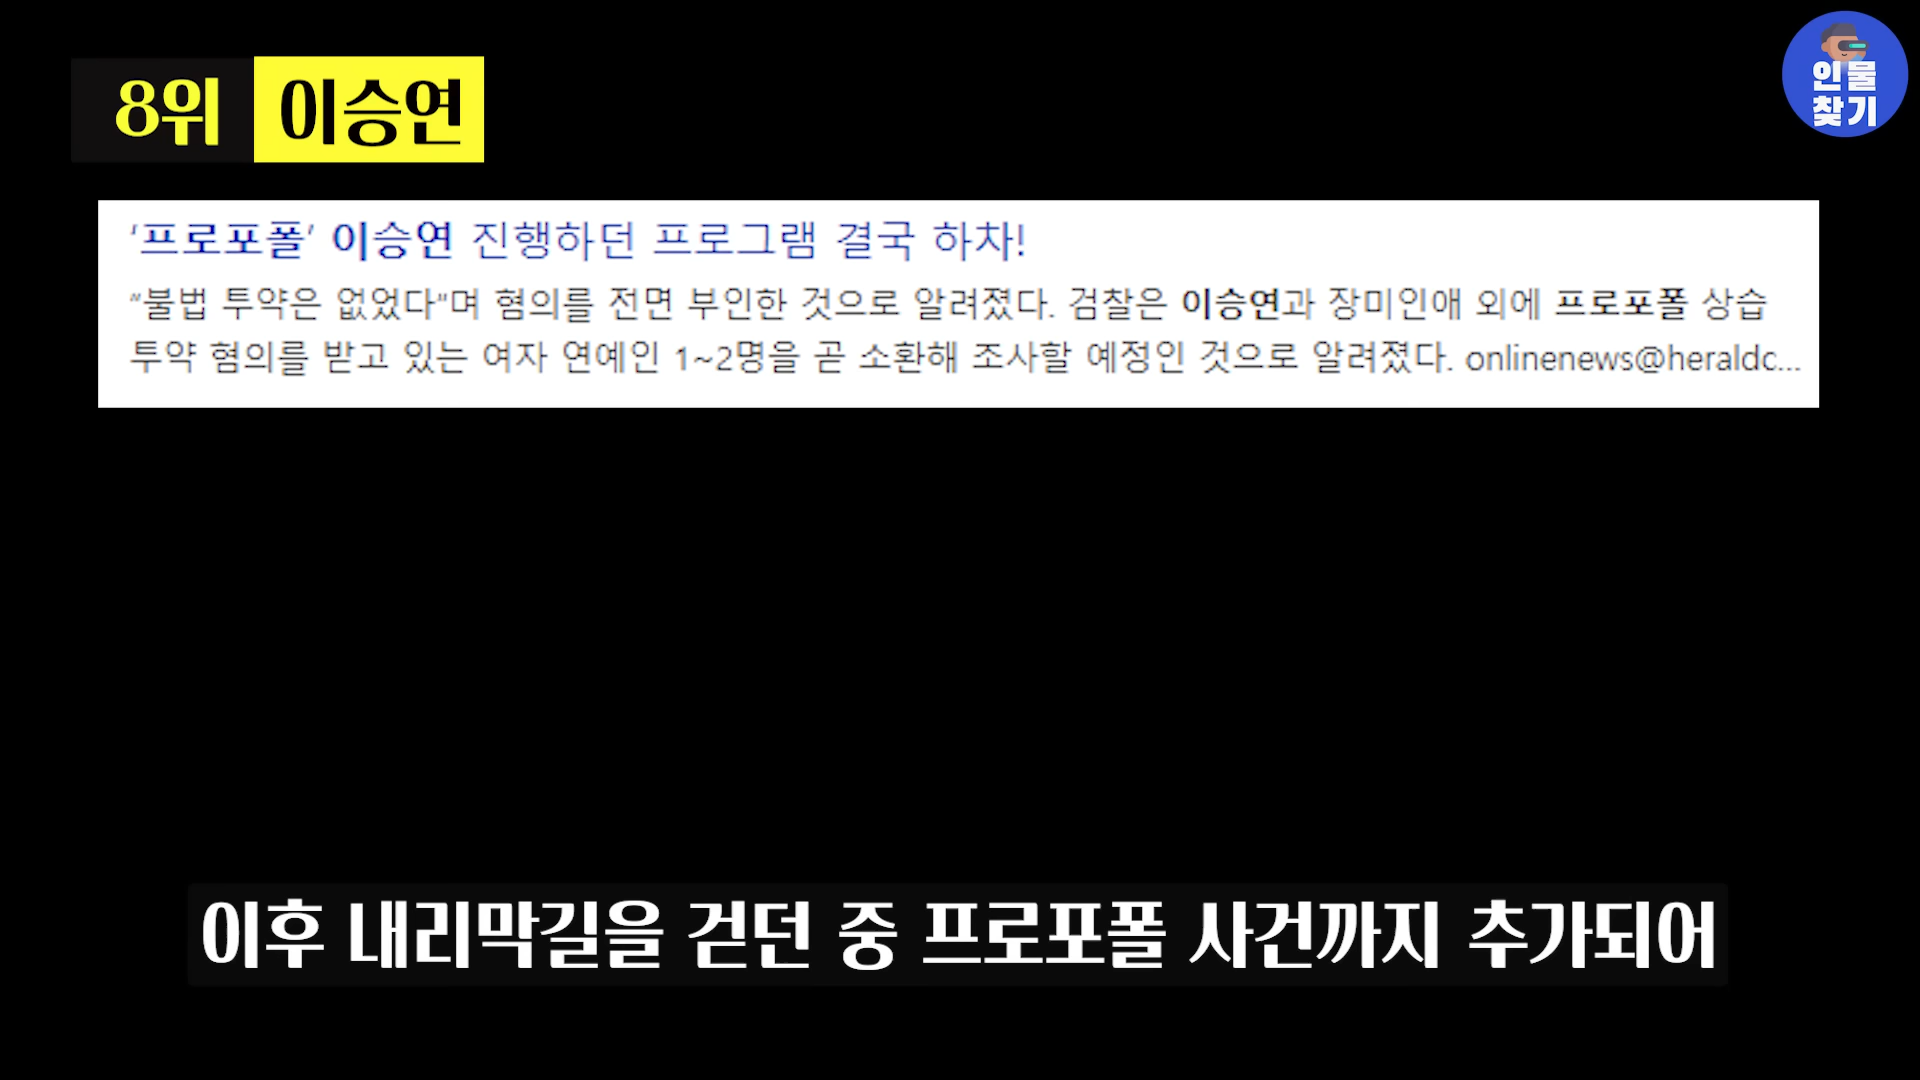 8위 이승연
인물
찾기
‘프로포폴’ 이승연 진행하던 프로그램 결국 하차!
“불법 투약은 없었다”며 혐의를 전면 부인한 것으로 알려졌다. 검찰은 이승연과 장미인애 외에 프로포폴 상습
투약 혐의를 받고 있는 여자 연예인 1~2명을 곧 소환해 조사할 예정인 것으로 알려졌다. onlinenews@heraldc...
이후 내리막길을 걷던 중 프로포폴 사건까지 추가되어